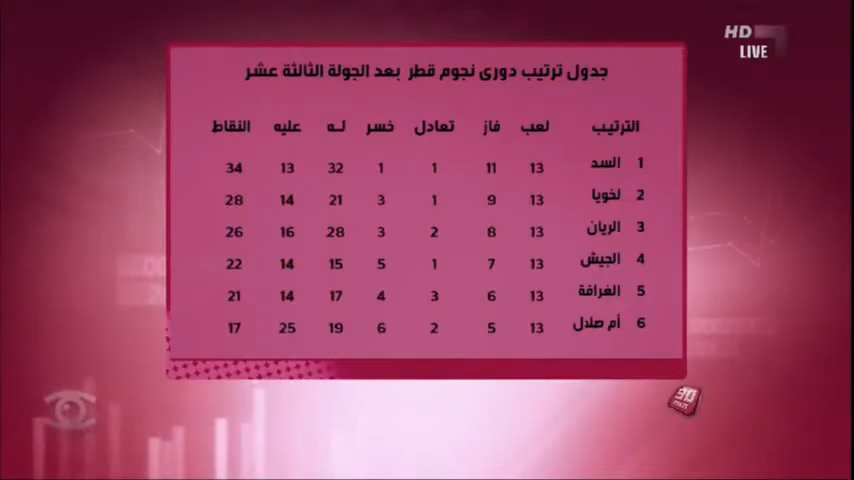 HD
LIVE
جدول ترتيب دورى نجوم قطر بعد الجولة الثالثة عشر
الترتيب لعب فاز تعادل خسر لـه عليه النقاط
1 السد 13 11 1 1 32 13 34
2 لخويا 13 9 1 3 21 14 28
3 الريان 13 8 2 3 28 16 26
4 الجيش 13 7 1 5 15 14 22
5 الغرافة 13 6 3 4 17 14 21
6 أم صلال 13 5 2 6 19 25 17